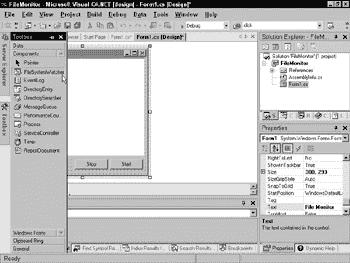 FileMonitor - Microsoft Visual C# .NET [Design] - Form1.cs [Design]*
File Edit View Project Build Debug Data Tools Window Help
Debug
Server Explorer
Toolbox
Toolbox
Data
Components
Pointer
FileSystemWatcher
EventLog
DirectoryEntry
DirectorySearcher
MessageQueue
PerformanceCou
Process
ServiceController
Timer
ReportDocument
Windows Forms
Clipboard Ring
General
Start Page
Form1.cs [Design]*
Stop
Start
Find Symbol Re
Index Results
Search Results
Breakpoints
Solution Explorer - FileM
Solution 'FileMonitor' (1 project)
FileMonitor
References
AssemblyInfo.cs
Form1.cs
Properties
Form1 System.Windows.Forms.Form
RightToLeft No
ShowInTaskbar True
Size 300, 293
SizeGripStyle Auto
SnapToGrid True
StartPosition WindowsDefaultL
Tag
Text File Monitor
Text
The text contained in the control.
Properties
Dynamic Help
Ready